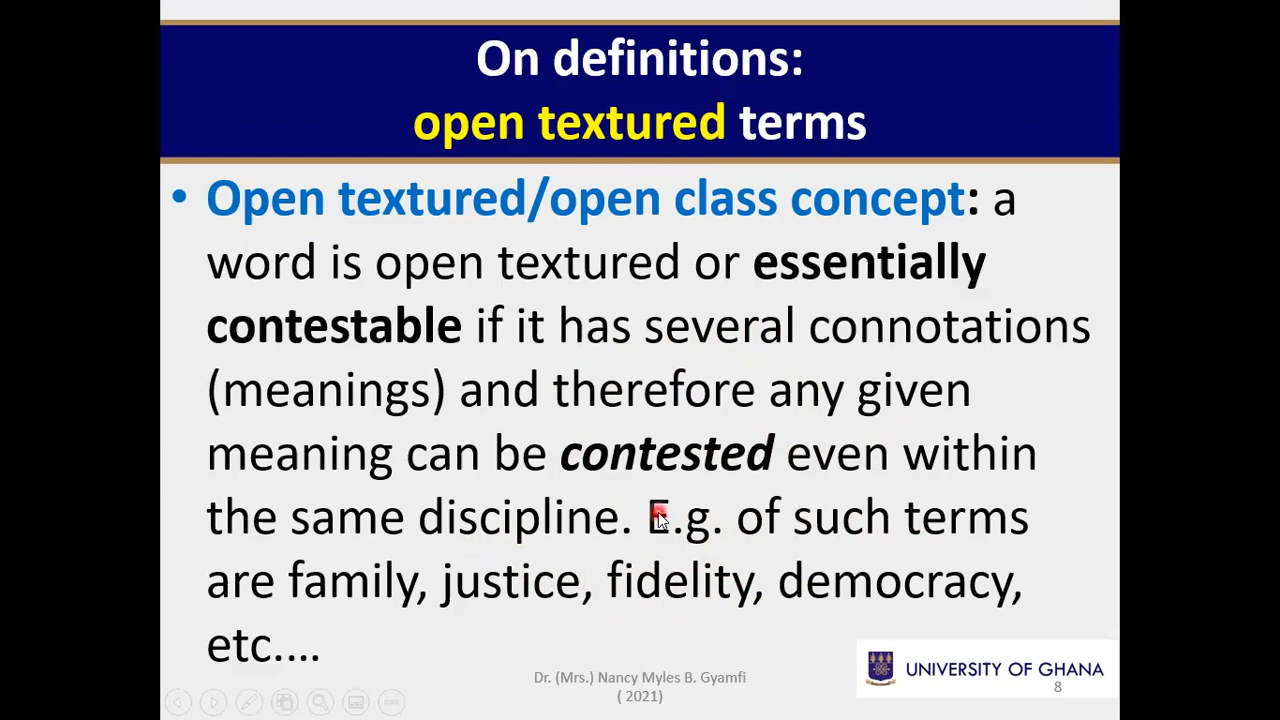 On definitions:
open textured terms
• Open textured/open class concept: a
word is open textured or essentially
contestable if it has several connotations
(meanings) and therefore any given
meaning can be contested even within
the same discipline. E.g. of such terms
are family, justice, fidelity, democracy,
etc.…
Dr. (Mrs.) Nancy Myles B. Gyamfi
( 2021)
UNIVERSITY OF GHANA
8